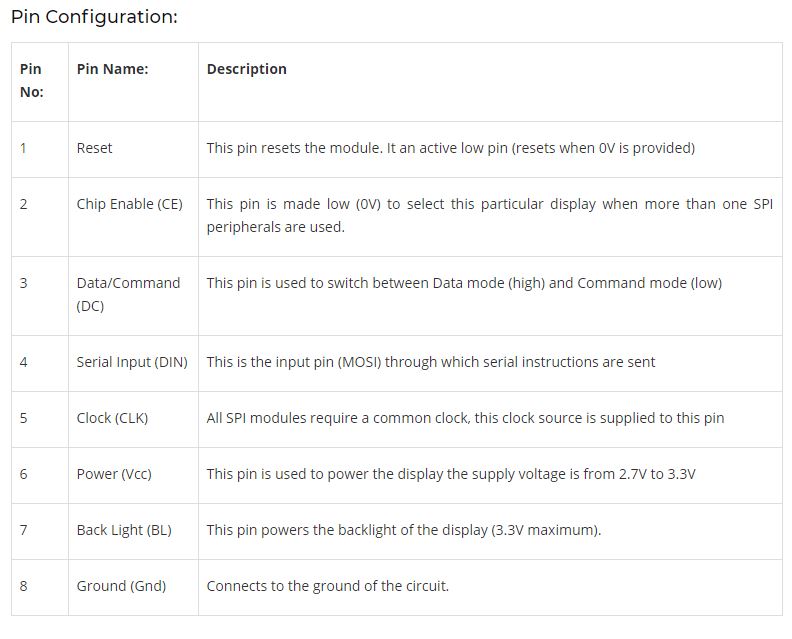 Pin Configuration:
Pin No: Pin Name: Description
1 Reset This pin resets the module. It an active low pin (resets when 0V is provided)
2 Chip Enable (CE) This pin is made low (0V) to select this particular display when more than one SPI
peripherals are used.
3 Data/Command (DC) This pin is used to switch between Data mode (high) and Command mode (low)
4 Serial Input (DIN) This is the input pin (MOSI) through which serial instructions are sent
5 Clock (CLK) All SPI modules require a common clock, this clock source is supplied to this pin
6 Power (Vcc) This pin is used to power the display the supply voltage is from 2.7V to 3.3V
7 Back Light (BL) This pin powers the backlight of the display (3.3V maximum).
8 Ground (Gnd) Connects to the ground of the circuit.